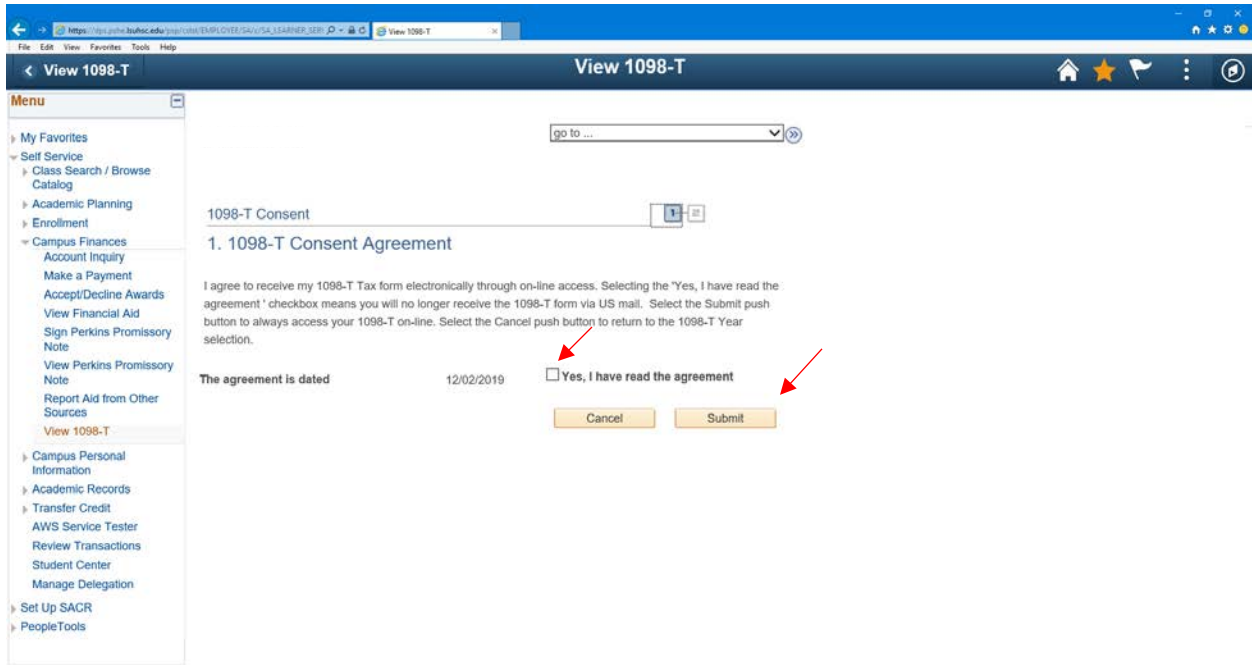 View 1098-T
File Edit View Favorites Tools Help
View 1098-T
View 1098-T
Menu
go to ...
My Favorites
Self Service
Class Search / Browse
Catalog
Academic Planning
Enrollment
Campus Finances
Account Inquiry
Make a Payment
Accept/Decline Awards
View Financial Aid
Sign Perkins Promissory
Note
View Perkins Promissory
Note
Report Aid from Other
Sources
View 1098-T
Campus Personal
Information
Academic Records
Transfer Credit
AWS Service Tester
Review Transactions
Student Center
Manage Delegation
Set Up SACR
PeopleTools
1098-T Consent
1
2
1. 1098-T Consent Agreement
I agree to receive my 1098-T Tax form electronically through on-line access. Selecting the 'Yes, I have read the
agreement ' checkbox means you will no longer receive the 1098-T form via US mail. Select the Submit push
button to always access your 1098-T on-line. Select the Cancel push button to return to the 1098-T Year
selection.
The agreement is dated 12/02/2019 Yes, I have read the agreement
Cancel Submit